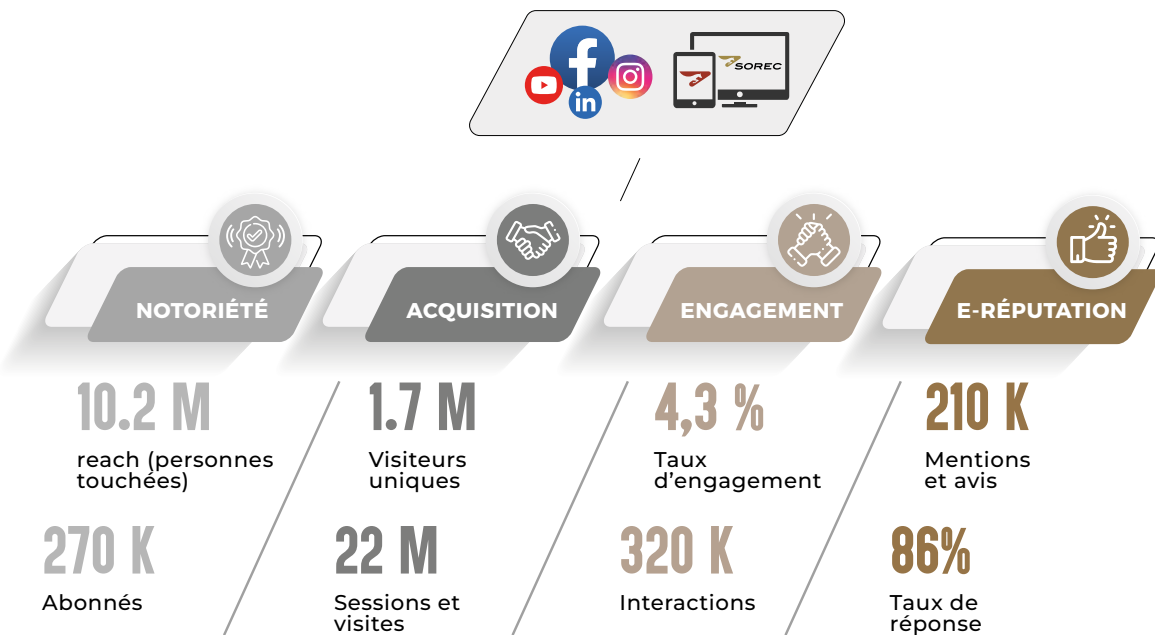 SOREC
NOTORIÉTÉ
10.2 M
reach (personnes
touchées)
270 K
Abonnés
ACQUISITION
1.7 M
Visiteurs
uniques
22 M
Sessions et
visites
ENGAGEMENT
4,3 %
Taux
d’engagement
320 K
Interactions
E-RÉPUTATION
210 K
Mentions
et avis
86%
Taux de
réponse